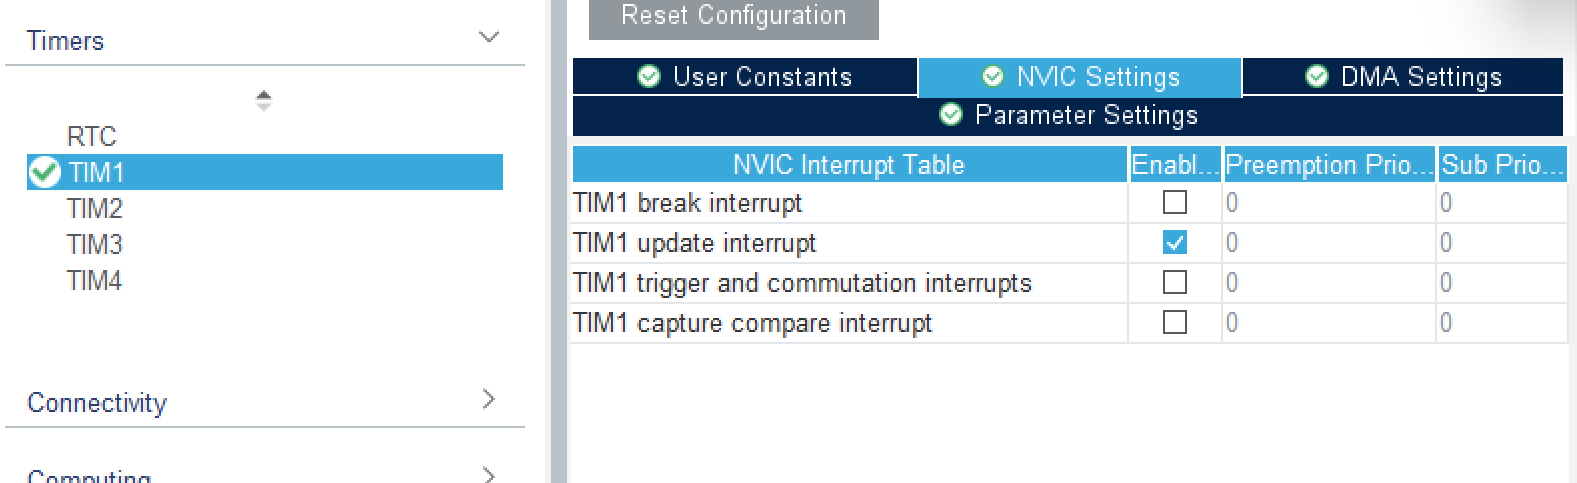 Timers
RTC
TIM1
TIM2
TIM3
TIM4
Connectivity
Computing
Reset Configuration
User Constants
NVIC Settings
DMA Settings
Parameter Settings
NVIC Interrupt Table Enabl... Preemption Prio... Sub Prio...
TIM1 break interrupt 0 0
TIM1 update interrupt 0 0
TIM1 trigger and commutation interrupts 0 0
TIM1 capture compare interrupt 0 0